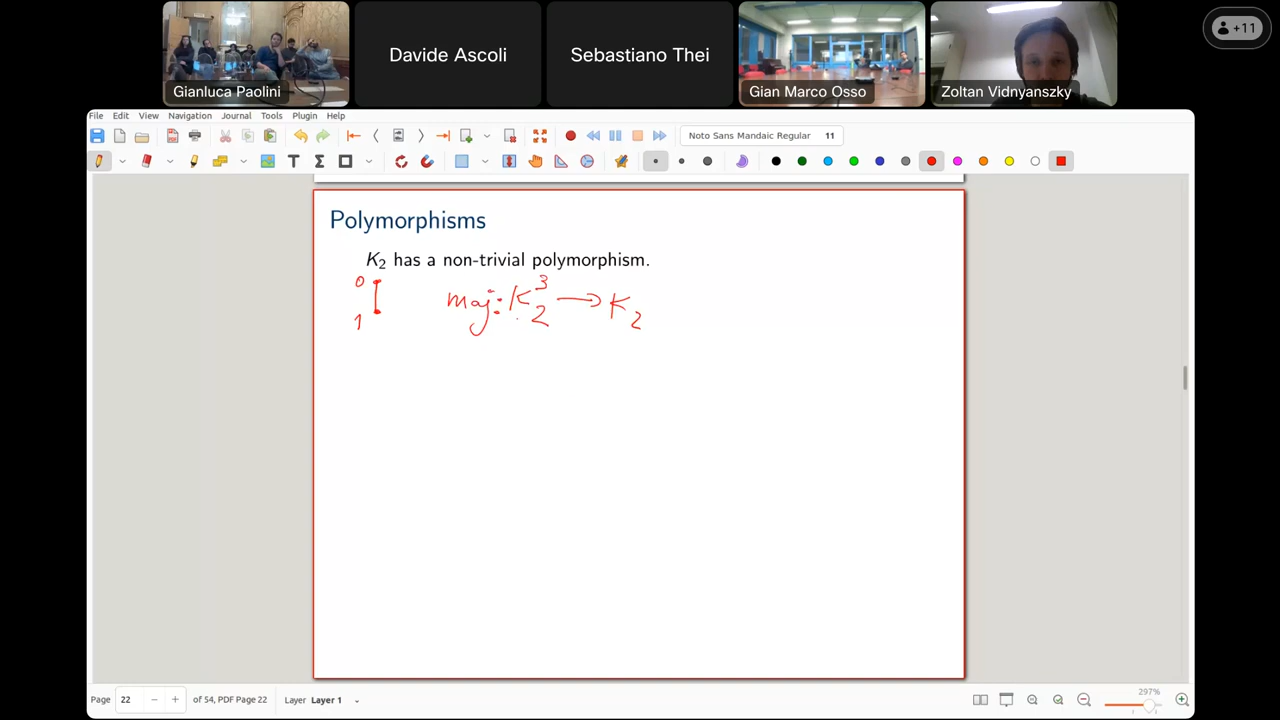 Gianluca Paolini
Davide Ascoli
Sebastiano Thei
Gian Marco Osso
Zoltan Vidnyanszky
+11
File Edit View Navigation Journal Tools Plugin Help
Noto Sans Mandaic Regular 11
Polymorphisms
K₂ has a non-trivial polymorphism.
0
1
maj: K₂³ → K₂
Page 22 of 54, PDF Page 22 Layer Layer 1 297%